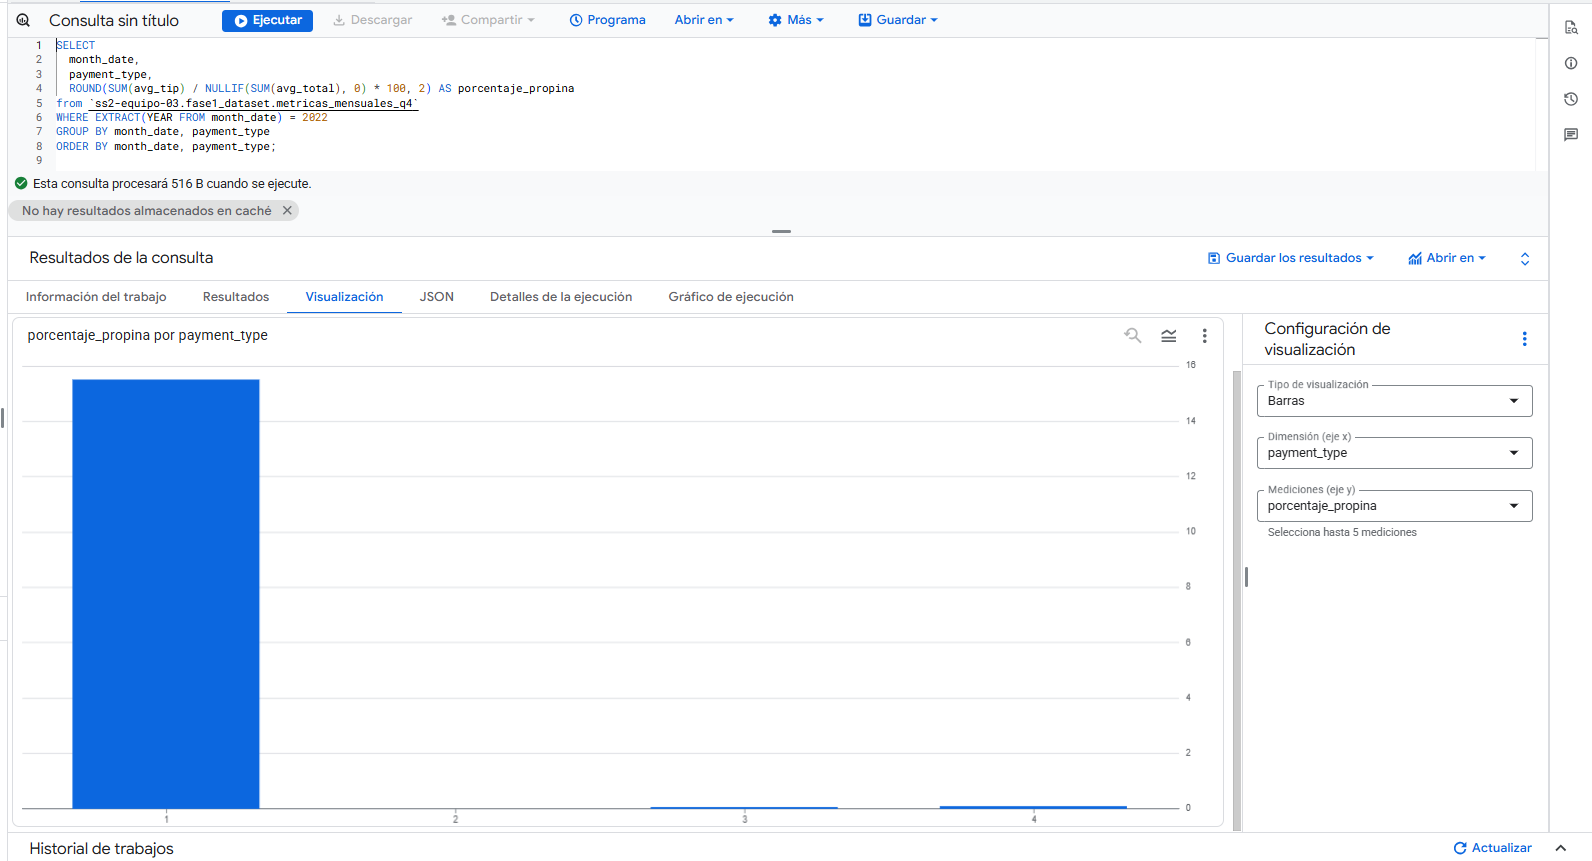 Consulta sin título
Ejecutar
Descargar
Compartir
Programa
Abrir en
Más
Guardar
1 SELECT
2 month_date,
3 payment_type,
4 ROUND(SUM(avg_tip) / NULLIF(SUM(avg_total), 0) * 100, 2) AS porcentaje_propina
5 from `ss2-equipo-03.fase1_dataset.metricas_mensuales_q4`
6 WHERE EXTRACT(YEAR FROM month_date) = 2022
7 GROUP BY month_date, payment_type
8 ORDER BY month_date, payment_type;
9
Esta consulta procesará 516 B cuando se ejecute.
No hay resultados almacenados en caché
Resultados de la consulta
Guardar los resultados
Abrir en
Información del trabajo
Resultados
Visualización
JSON
Detalles de la ejecución
Gráfico de ejecución
porcentaje_propina por payment_type
16
14
12
10
8
6
4
2
0
1
2
3
4
Configuración de
visualización
Tipo de visualización
Barras
Dimensión (eje x)
payment_type
Mediciones (eje y)
porcentaje_propina
Selecciona hasta 5 mediciones
Historial de trabajos
Actualizar